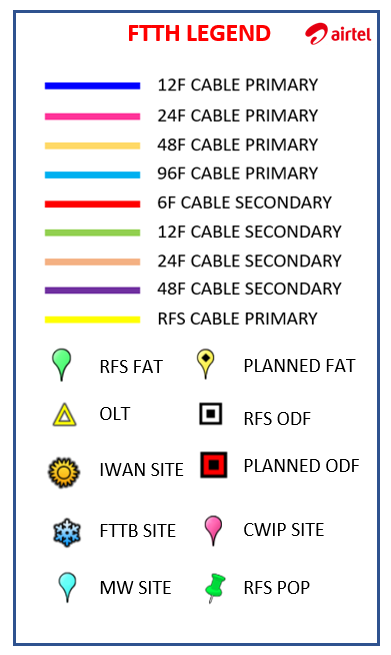 FTTH LEGEND
airtel
12F CABLE PRIMARY
24F CABLE PRIMARY
48F CABLE PRIMARY
96F CABLE PRIMARY
6F CABLE SECONDARY
12F CABLE SECONDARY
24F CABLE SECONDARY
48F CABLE SECONDARY
RFS CABLE PRIMARY
RFS FAT
PLANNED FAT
OLT
RFS ODF
IWAN SITE
PLANNED ODF
FTTB SITE
CWIP SITE
MW SITE
RFS POP